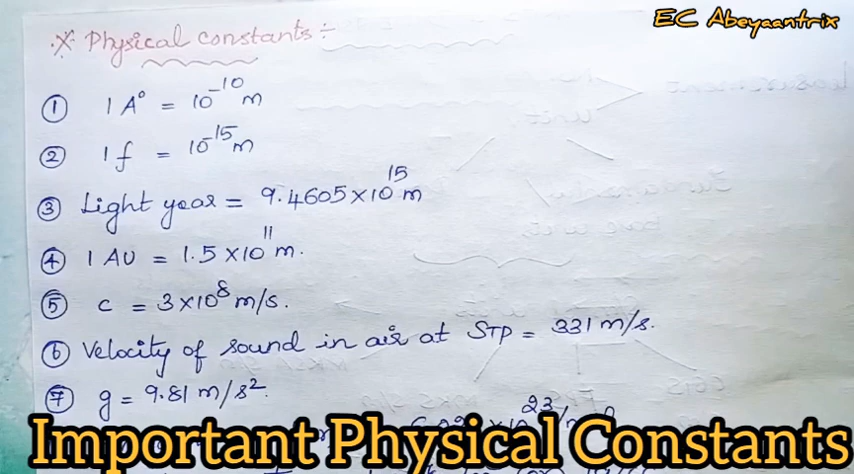 EC Abeyaantrix
* Physical constants :-
① 1 A° = 10⁻¹⁰ m
② 1 f = 10⁻¹⁵ m
③ Light year = 9.4605 × 10¹⁵ m
④ 1 AU = 1.5 × 10¹¹ m.
⑤ c = 3 × 10⁸ m/s.
⑥ Velocity of sound in air at STP = 331 m/s.
⑦ g = 9.81 m/s².
Important Physical Constants